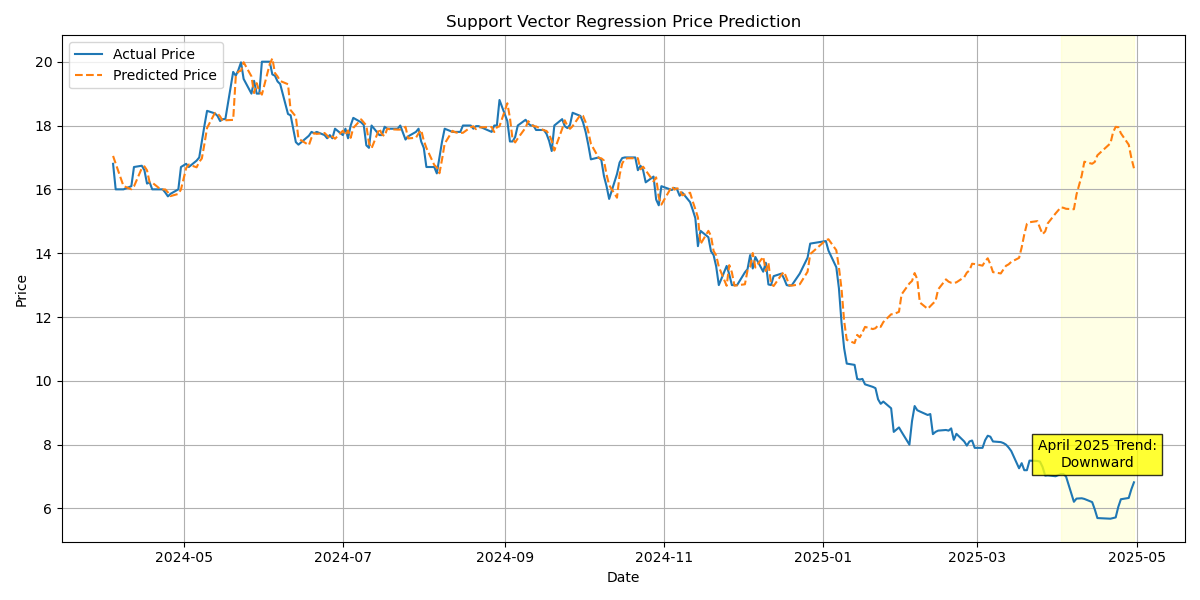 Support Vector Regression Price Prediction
Actual Price
Predicted Price
Price
20
18
16
14
12
10
8
6
April 2025 Trend:
Downward
2024-05
2024-07
2024-09
2024-11
2025-01
2025-03
2025-05
Date